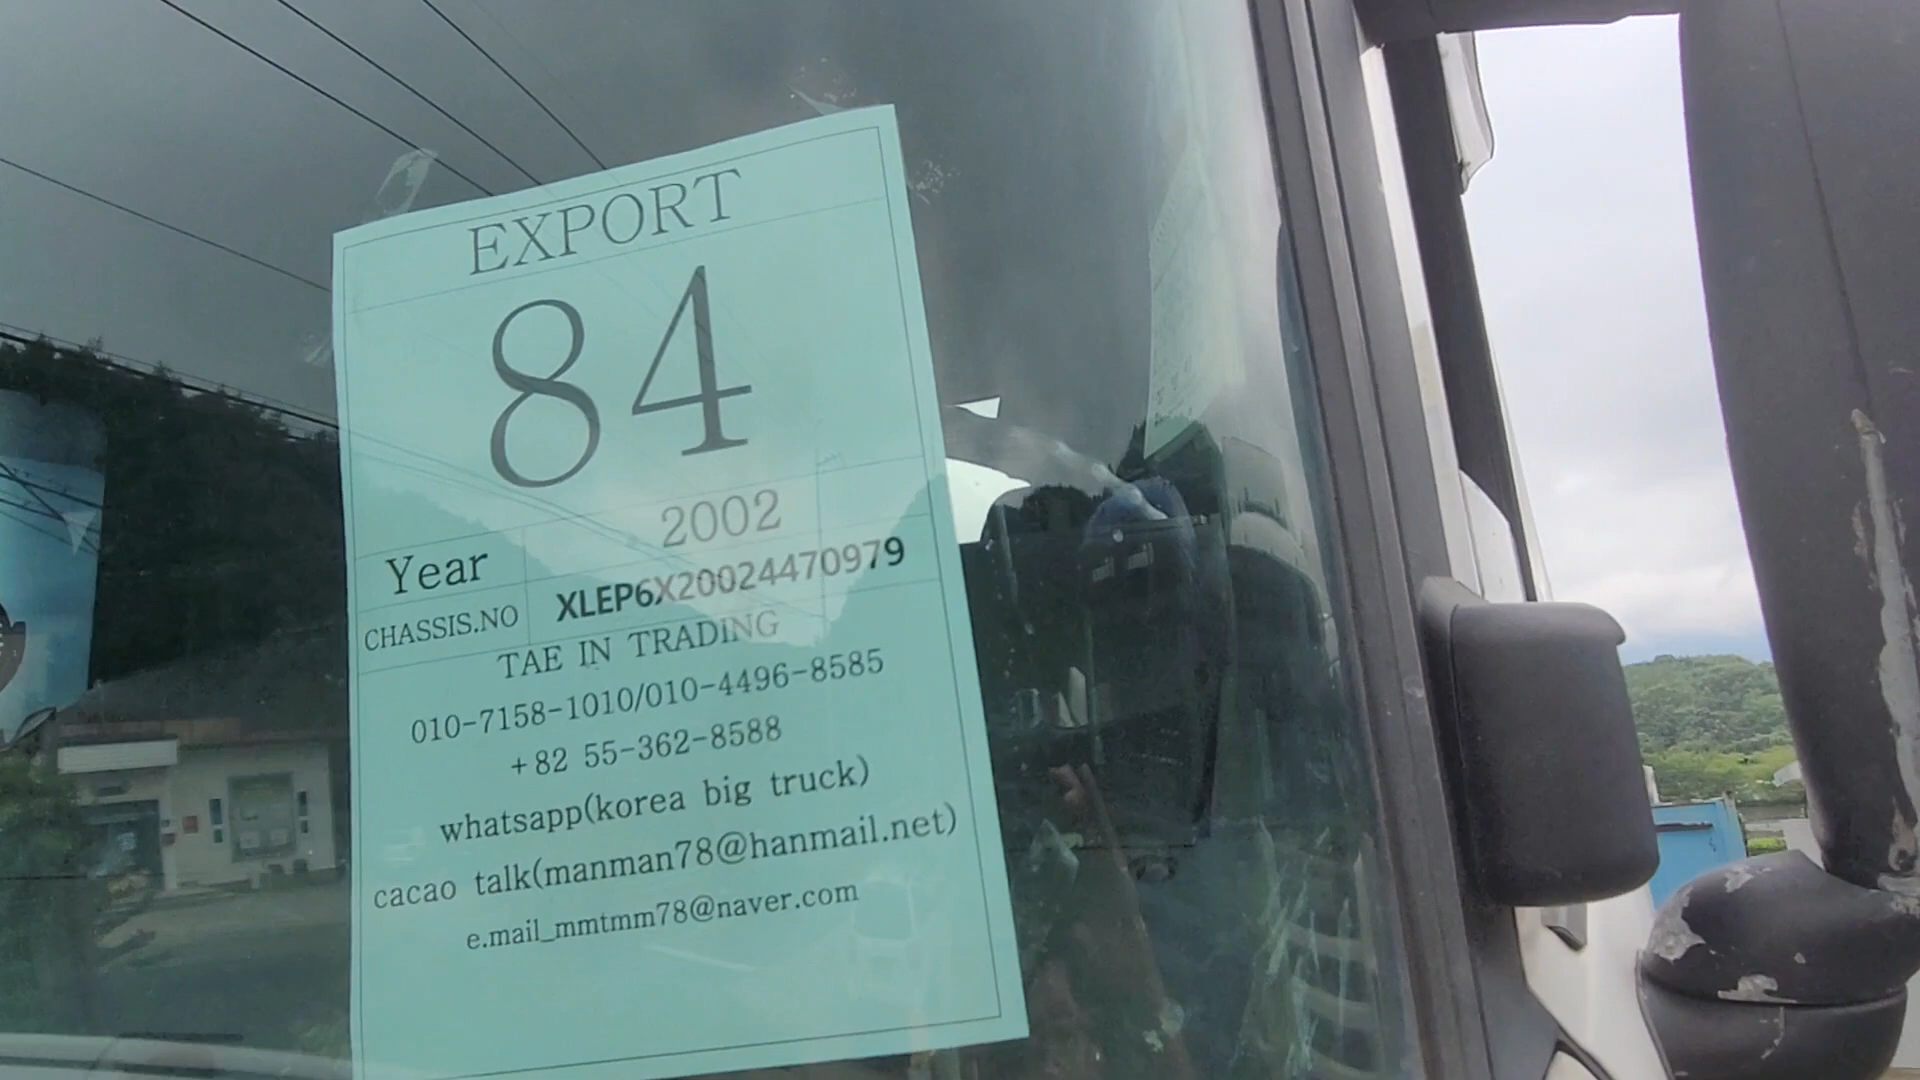 EXPORT
84
Year 2002
CHASSIS.NO XLEP6X20024470979
TAE IN TRADING
010-7158-1010/010-4496-8585
+82 55-362-8588
whatsapp(korea big truck)
cacao talk(manman78@hanmail.net)
e.mail_mmtmm78@naver.com